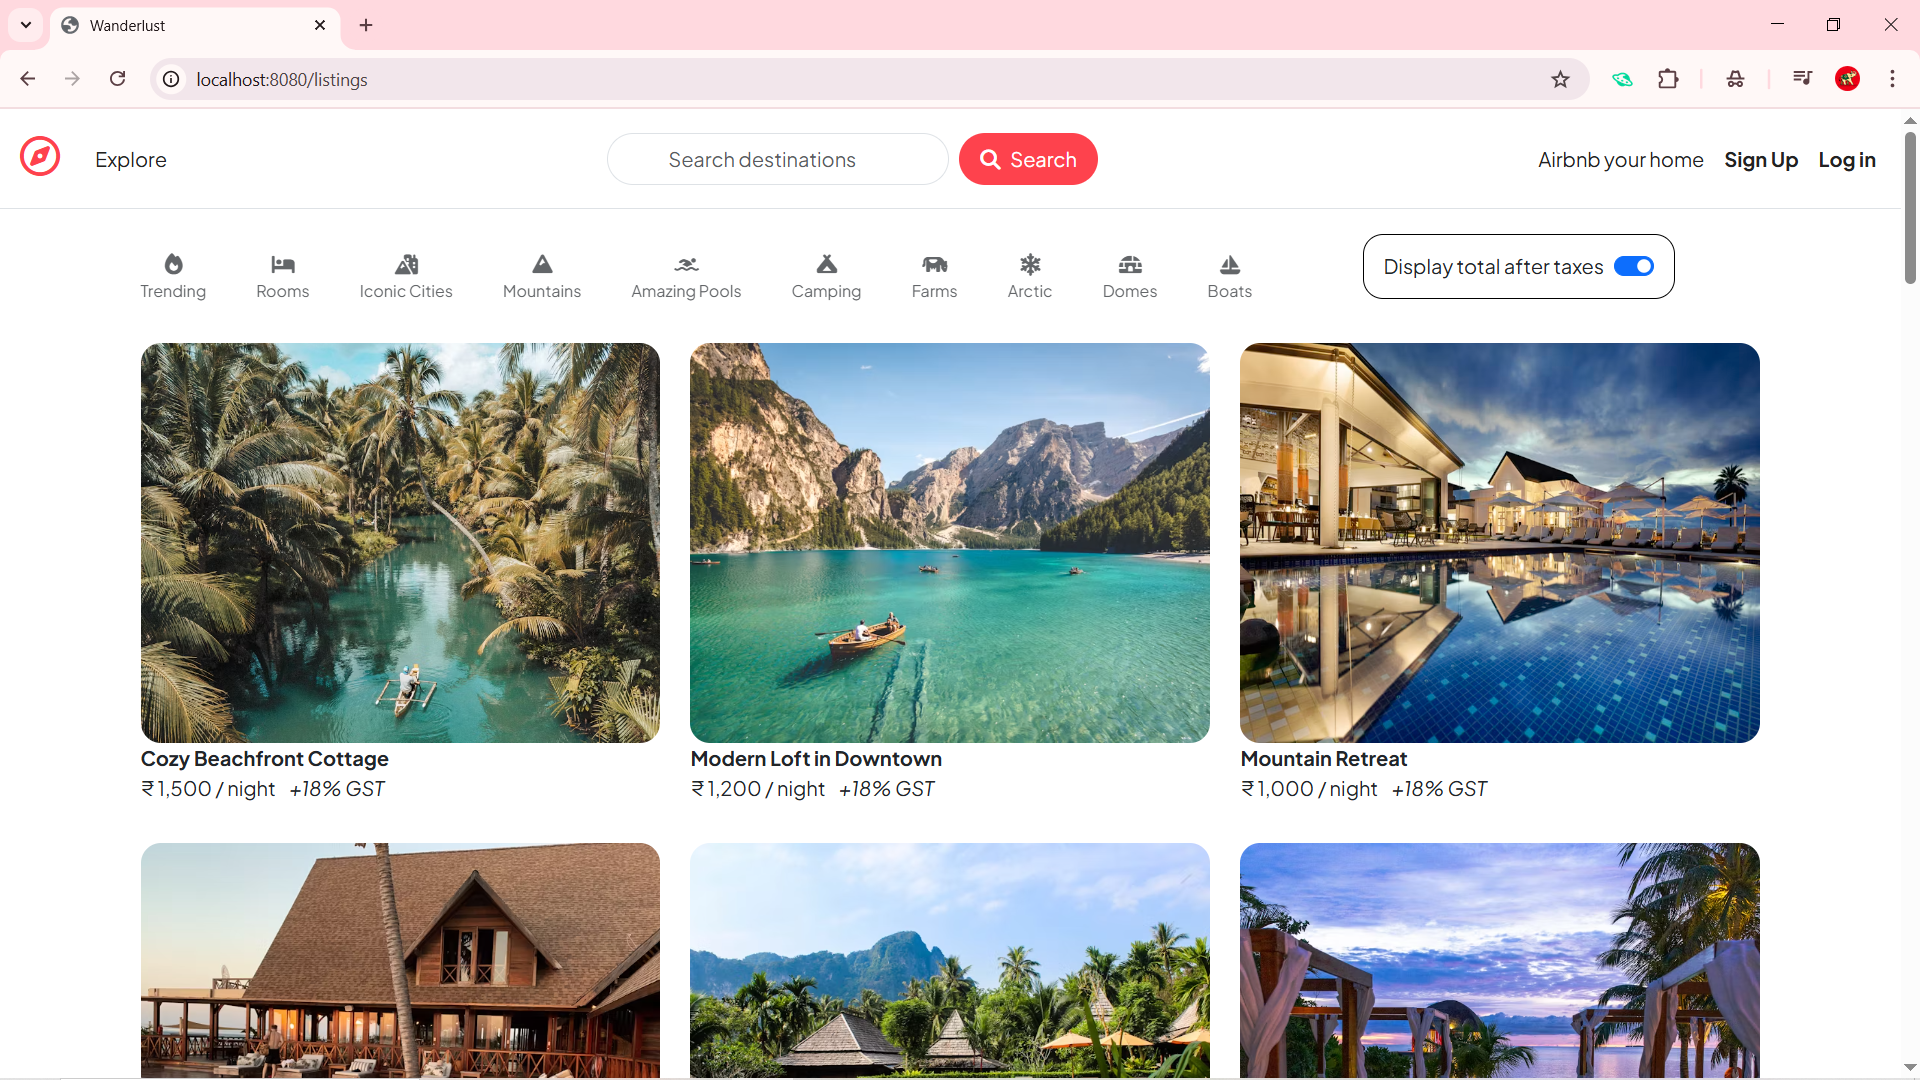 Wanderlust
localhost:8080/listings
Explore
Search destinations
Search
Airbnb your home Sign Up Log in
Trending Rooms Iconic Cities Mountains Amazing Pools Camping Farms Arctic Domes Boats
Display total after taxes
Cozy Beachfront Cottage
₹1,500 / night +18% GST
Modern Loft in Downtown
₹1,200 / night +18% GST
Mountain Retreat
₹1,000 / night +18% GST